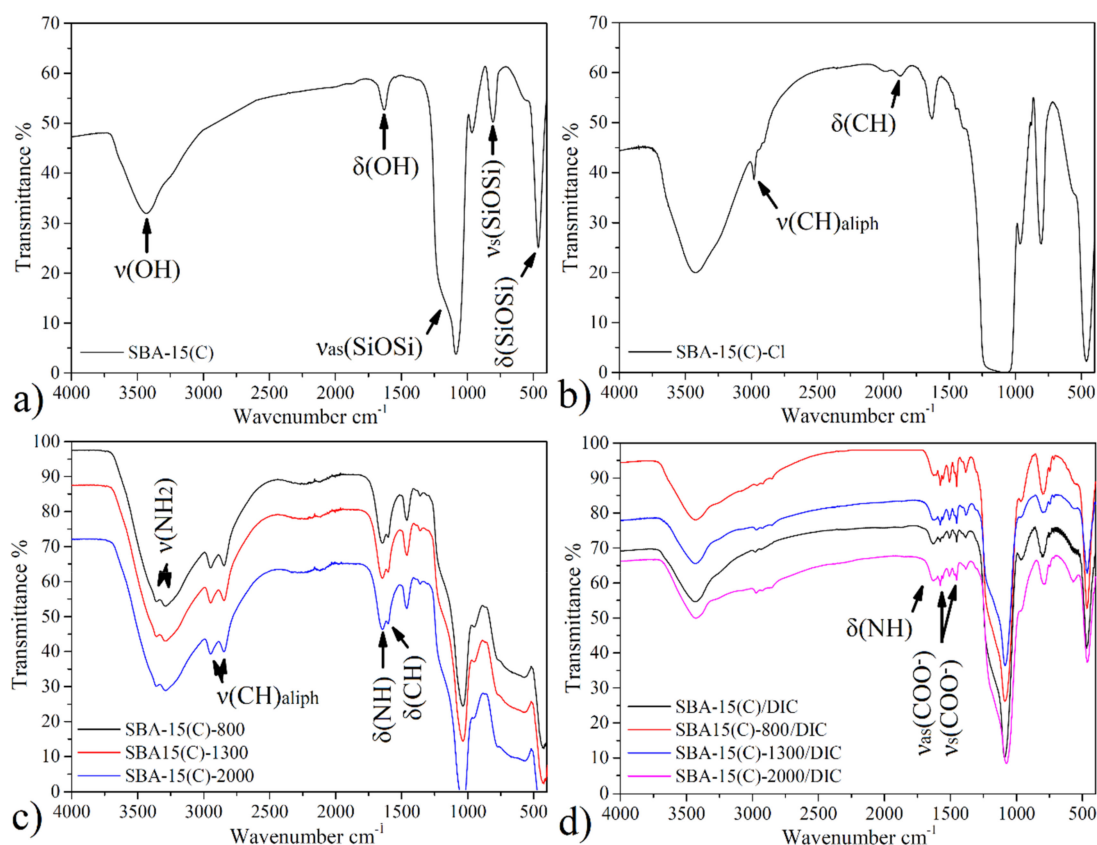 70
60
50
40
30
20
10
0
Transmittance %
ν(OH)
δ(OH)
νas(SiOSi)
νs(SiOSi)
δ(SiOSi)
SBA-15(C)
4000 3500 3000 2500 2000 1500 1000 500
Wavenumber cm-1
a)
70
60
50
40
30
20
10
0
Transmittance %
δ(CH)
ν(CH)aliph
SBA-15(C)-Cl
4000 3500 3000 2500 2000 1500 1000 500
Wavenumber cm-1
b)
100
90
80
70
60
50
40
30
20
10
0
Transmittance %
ν(NH2)
ν(CH)aliph
δ(NH)
δ(CH)
SBA-15(C)-800
SBA15(C)-1300
SBA-15(C)-2000
4000 3500 3000 2500 2000 1500 1000 500
Wavenumber cm-1
c)
100
90
80
70
60
50
40
30
20
10
0
Transmittance %
δ(NH)
νas(COO-)
νs(COO-)
SBA-15(C)/DIC
SBA15(C)-800/DIC
SBA-15(C)-1300/DIC
SBA-15(C)-2000/DIC
4000 3500 3000 2500 2000 1500 1000 500
Wavenumber cm-1
d)